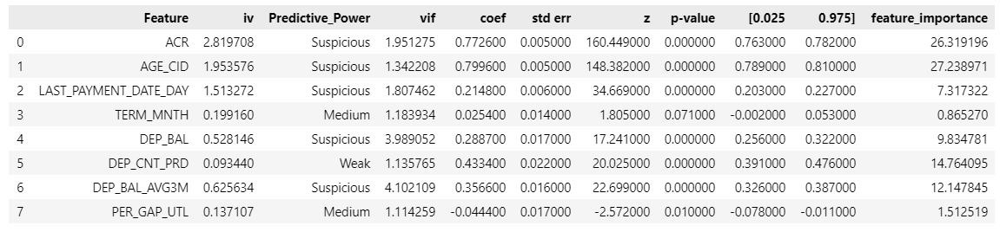 Feature iv Predictive_Power vif coef std err z p-value [0.025 0.975] feature_importance
0 ACR 2.819708 Suspicious 1.951275 0.772600 0.005000 160.449000 0.000000 0.763000 0.782000 26.319196
1 AGE_CID 1.953576 Suspicious 1.342208 0.799600 0.005000 148.382000 0.000000 0.789000 0.810000 27.238971
2 LAST_PAYMENT_DATE_DAY 1.513272 Suspicious 1.807462 0.214800 0.006000 34.669000 0.000000 0.203000 0.227000 7.317322
3 TERM_MNTH 0.199160 Medium 1.183934 0.025400 0.014000 1.805000 0.071000 -0.002000 0.053000 0.865270
4 DEP_BAL 0.528146 Suspicious 3.989052 0.288700 0.017000 17.241000 0.000000 0.256000 0.322000 9.834781
5 DEP_CNT_PRD 0.093440 Weak 1.135765 0.433400 0.022000 20.025000 0.000000 0.391000 0.476000 14.764095
6 DEP_BAL_AVG3M 0.625634 Suspicious 4.102109 0.356600 0.016000 22.699000 0.000000 0.326000 0.387000 12.147845
7 PER_GAP_UTL 0.137107 Medium 1.114259 -0.044400 0.017000 -2.572000 0.010000 -0.078000 -0.011000 1.512519